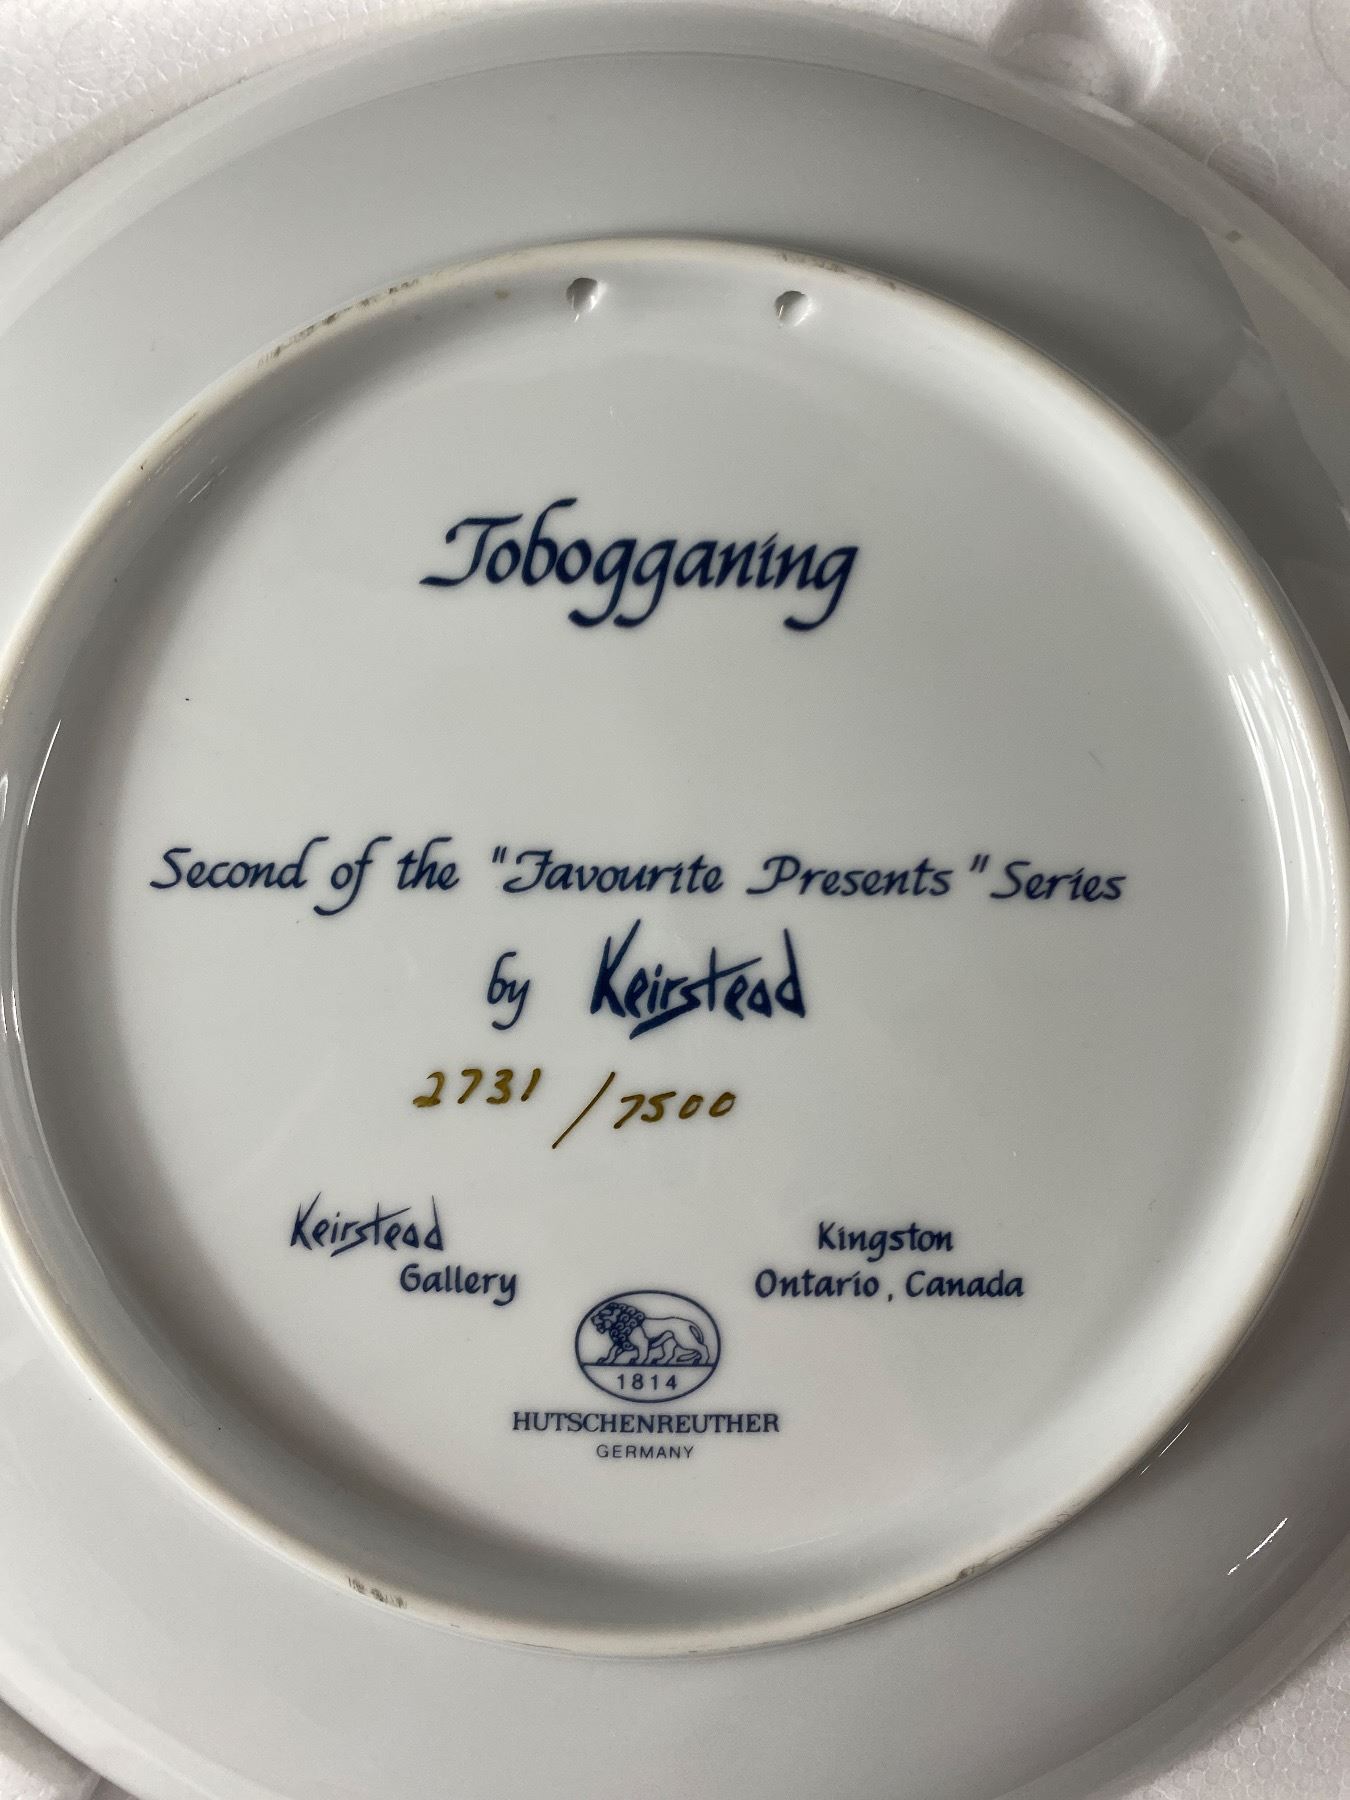 Tobogganing
Second of the "Favourite Presents" Series
by Keirstead
2731/7500
Keirstead
Gallery
Kingston
Ontario, Canada
1814
HUTSCHENREUTHER
GERMANY